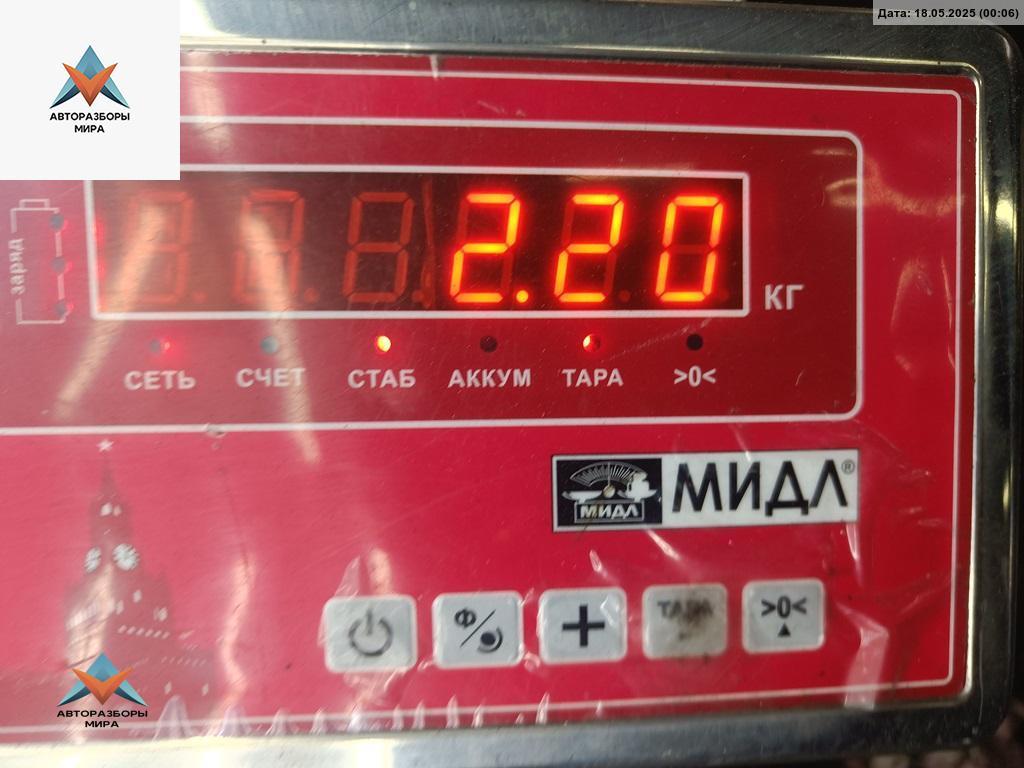 Дата: 18.05.2025 (00:06)
АВТОРАЗБОРЫ
МИРА
заряд
2.20
КГ
СЕТЬ СЧЕТ СТАБ АККУМ ТАРА >0<
МИДЛ МИДЛ®
Ф/ + ТАРА >0<
АВТОРАЗБОРЫ
МИРА